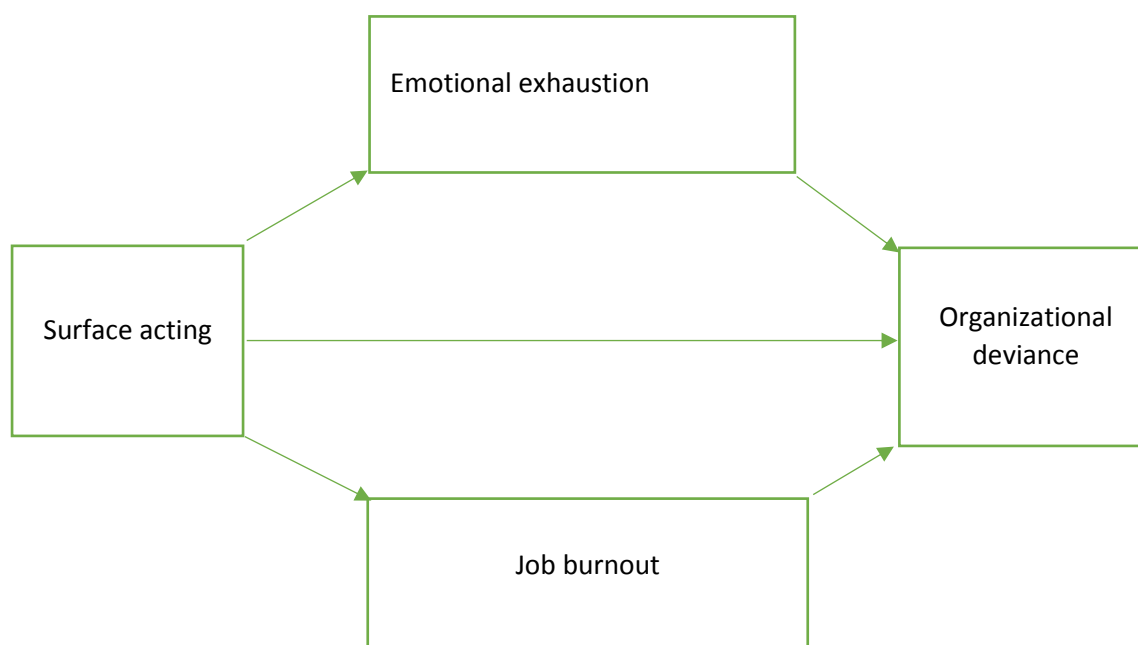 Emotional exhaustion
Surface acting
Organizational
deviance
Job burnout